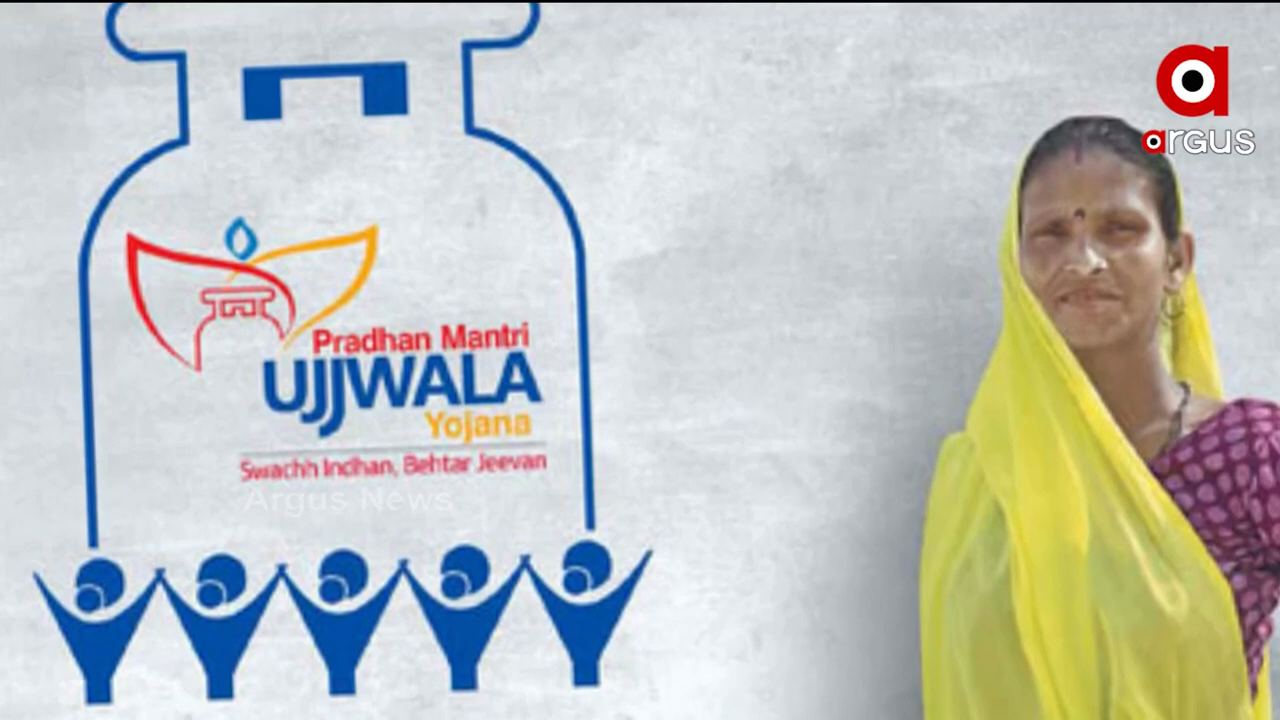 argus
Pradhan Mantri
UJJWALA
Yojana
Swachh Indhan, Behtar Jeevan
Argus News